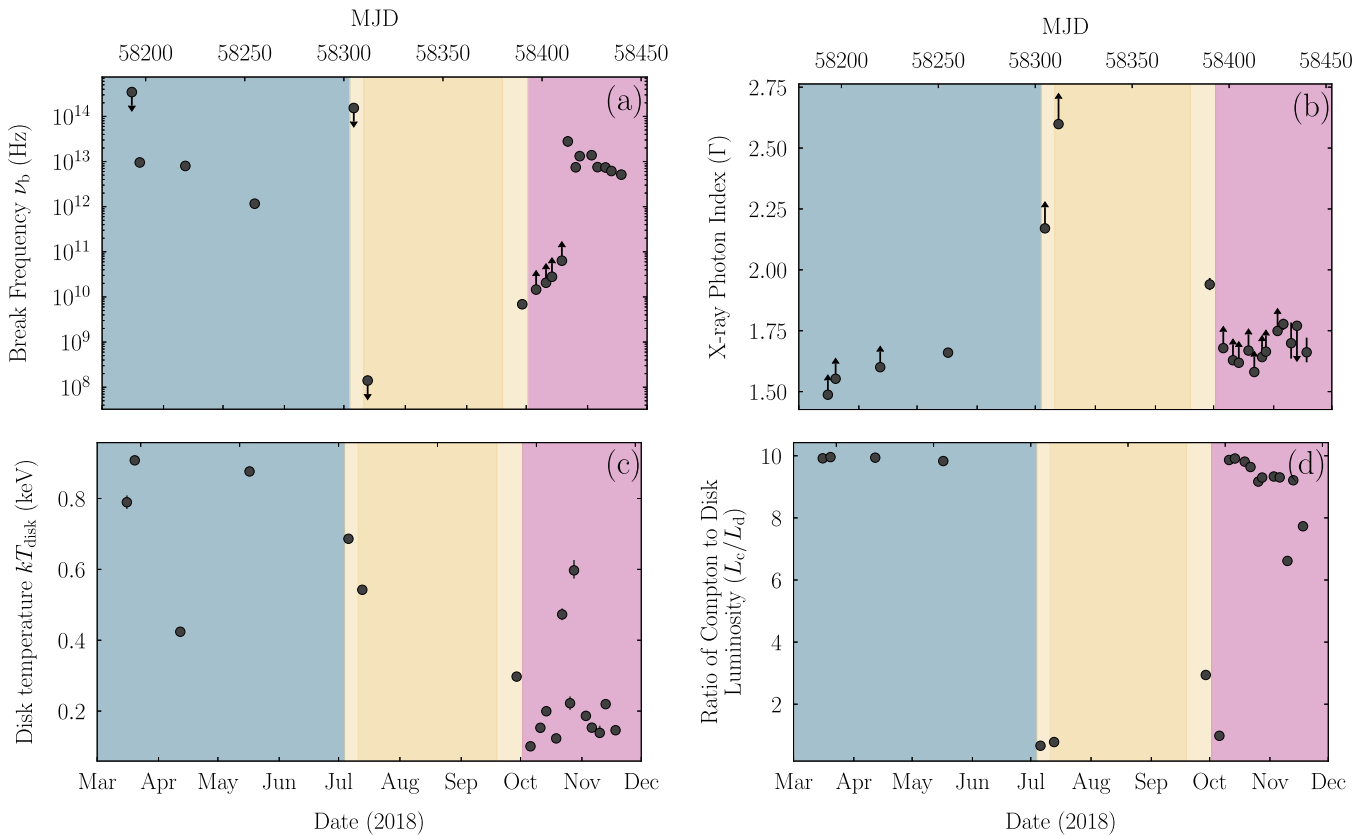 MJD
58200 58250 58300 58350 58400 58450
(a)
Break Frequency νb (Hz)
10^14
10^13
10^12
10^11
10^10
10^9
10^8
MJD
58200 58250 58300 58350 58400 58450
(b)
X-ray Photon Index (Γ)
2.75
2.50
2.25
2.00
1.75
1.50
(c)
Disk temperature kTdisk (keV)
0.8
0.6
0.4
0.2
Mar Apr May Jun Jul Aug Sep Oct Nov Dec
Date (2018)
(d)
Ratio of Compton to Disk
Luminosity (Lc/Ld)
10
8
6
4
2
Mar Apr May Jun Jul Aug Sep Oct Nov Dec
Date (2018)